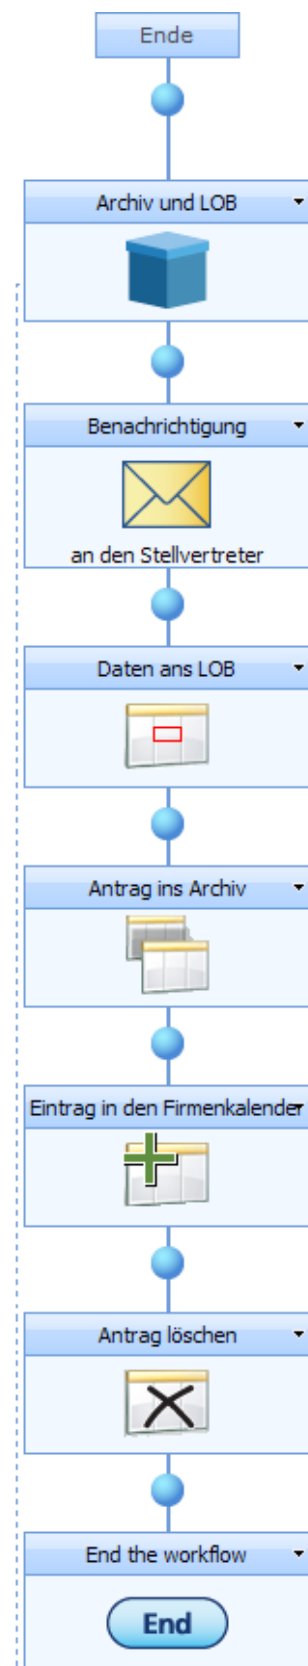 Ende
Archiv und LOB
Benachrichtigung
an den Stellvertreter
Daten ans LOB
Antrag ins Archiv
Eintrag in den Firmenkalender
Antrag löschen
End the workflow
End